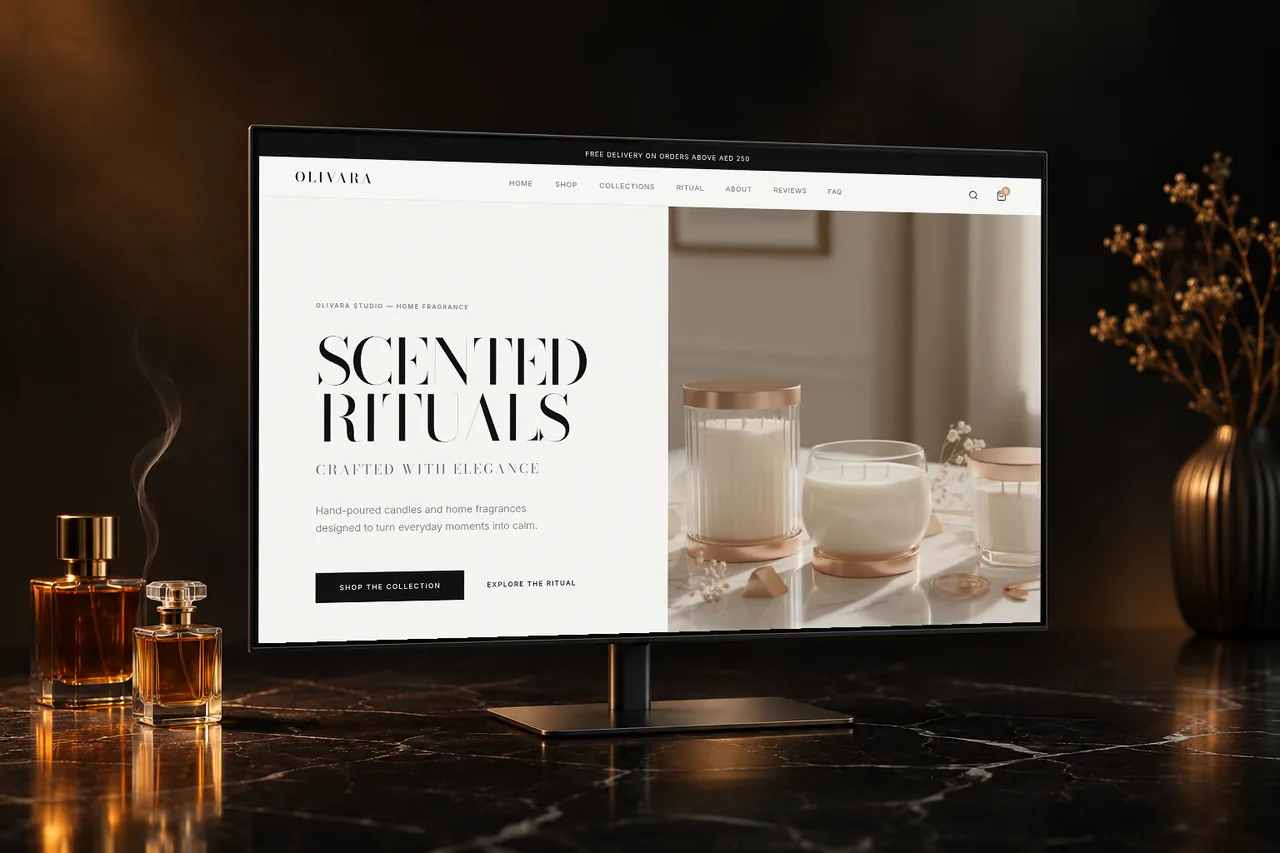 FREE DELIVERY ON ORDERS ABOVE AED 250
OLIVARA
HOME SHOP COLLECTIONS RITUAL ABOUT REVIEWS FAQ
OLIVARA STUDIO — HOME FRAGRANCE
SCENTED
RITUALS
CRAFTED WITH ELEGANCE
Hand-poured candles and home fragrances
designed to turn everyday moments into calm.
SHOP THE COLLECTION EXPLORE THE RITUAL